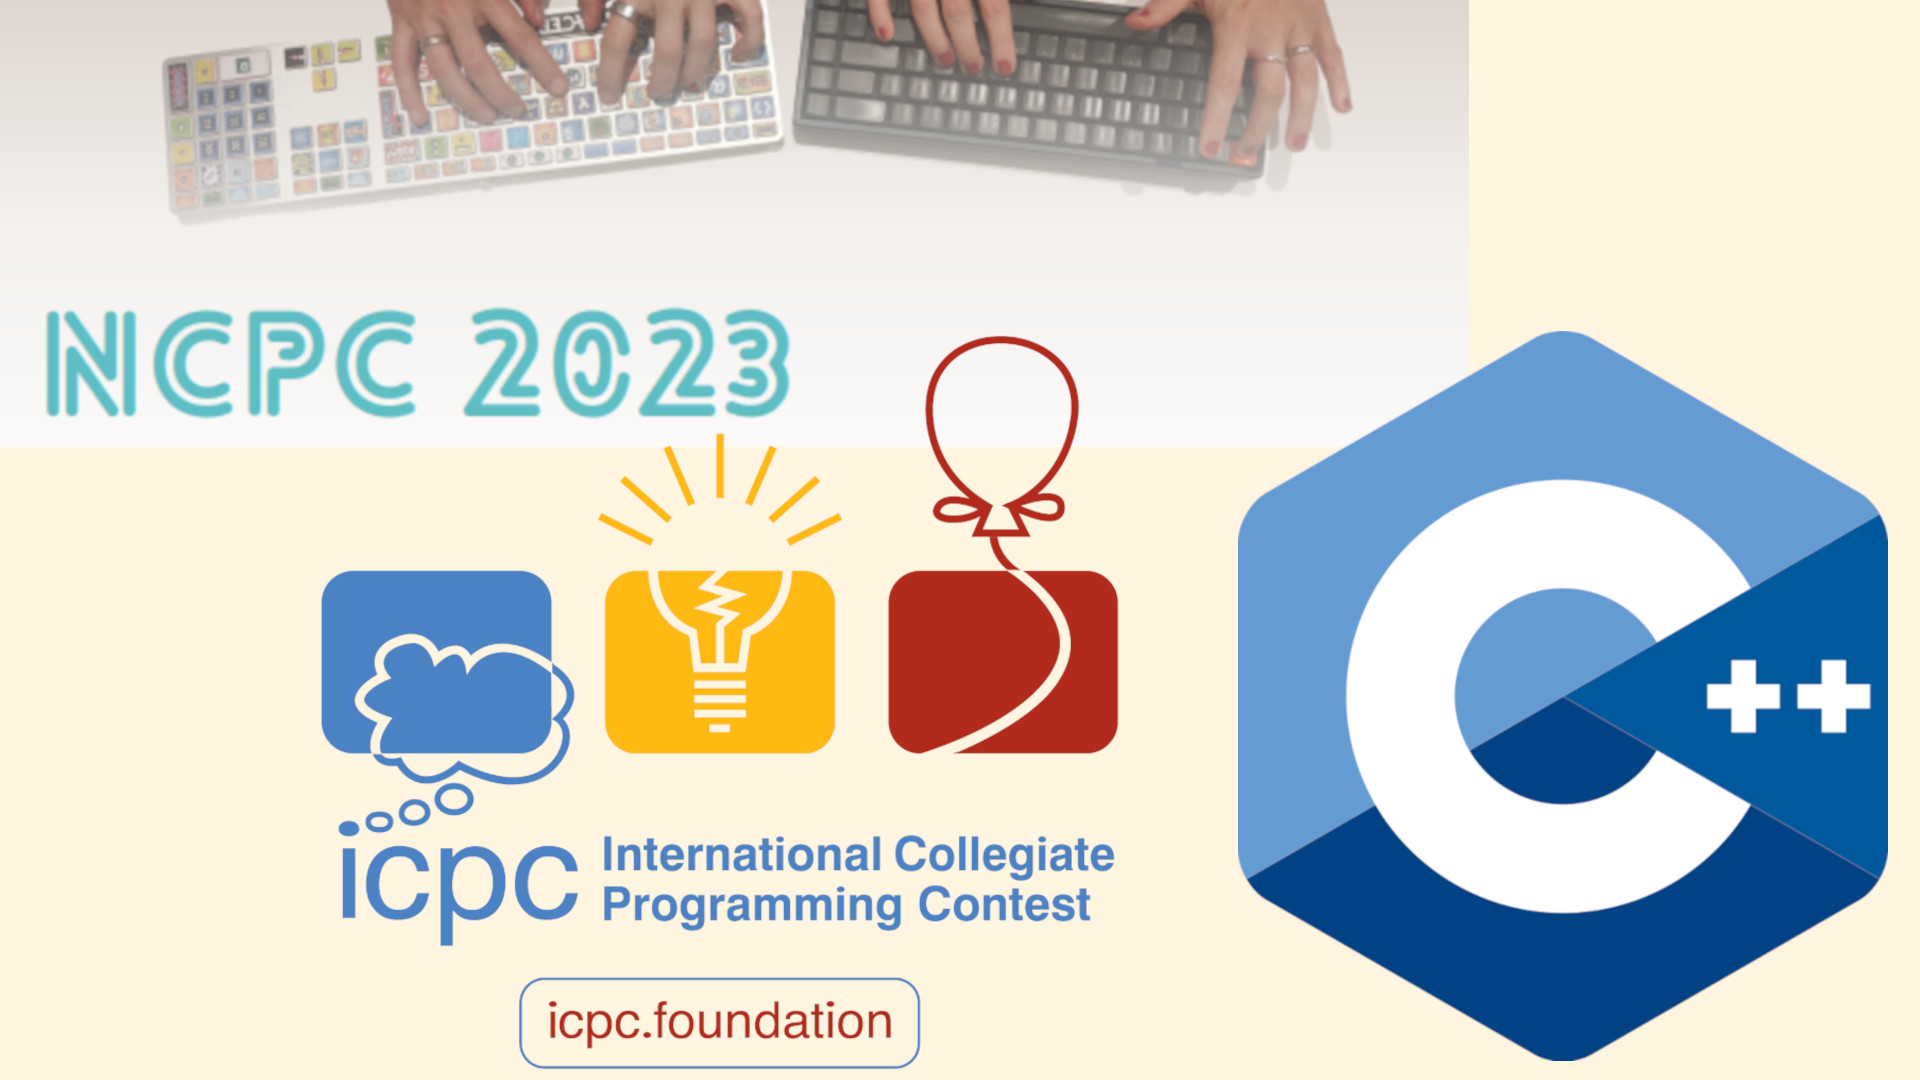 NCPC 2023
icpc
International Collegiate
Programming Contest
icpc.foundation
C++